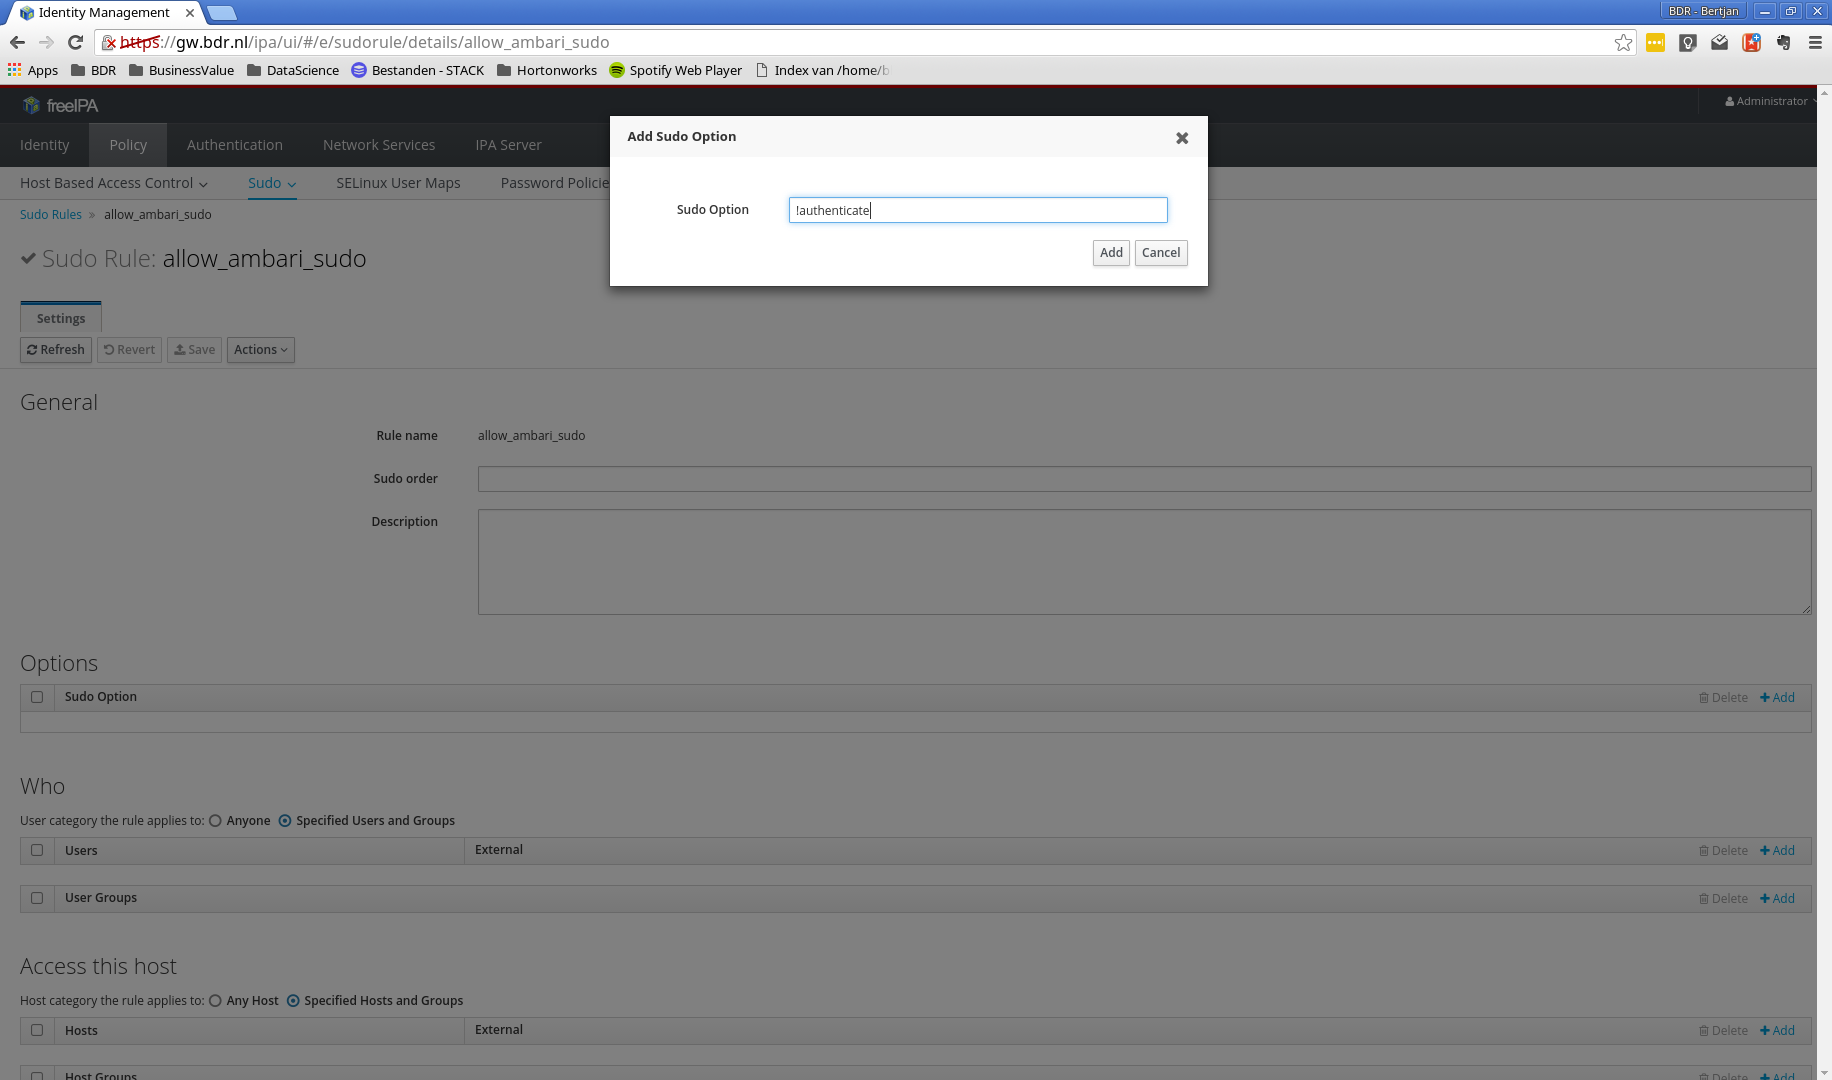 Identity Management
BDR - Bertjan
https://gw.bdr.nl/ipa/ui/#/e/sudorule/details/allow_ambari_sudo
Apps BDR BusinessValue DataScience Bestanden - STACK Hortonworks Spotify Web Player Index van /home/b
freeIPA
Administrator
Identity Policy Authentication Network Services IPA Server
Host Based Access Control Sudo SELinux User Maps Password Policie
Sudo Rules » allow_ambari_sudo
Add Sudo Option
Sudo Option !authenticate
Add Cancel
Sudo Rule: allow_ambari_sudo
Settings
Refresh Revert Save Actions
General
Rule name allow_ambari_sudo
Sudo order
Description
Options
Sudo Option Delete Add
Who
User category the rule applies to: Anyone Specified Users and Groups
Users External Delete Add
User Groups Delete Add
Access this host
Host category the rule applies to: Any Host Specified Hosts and Groups
Hosts External Delete Add
Host Groups Delete Add